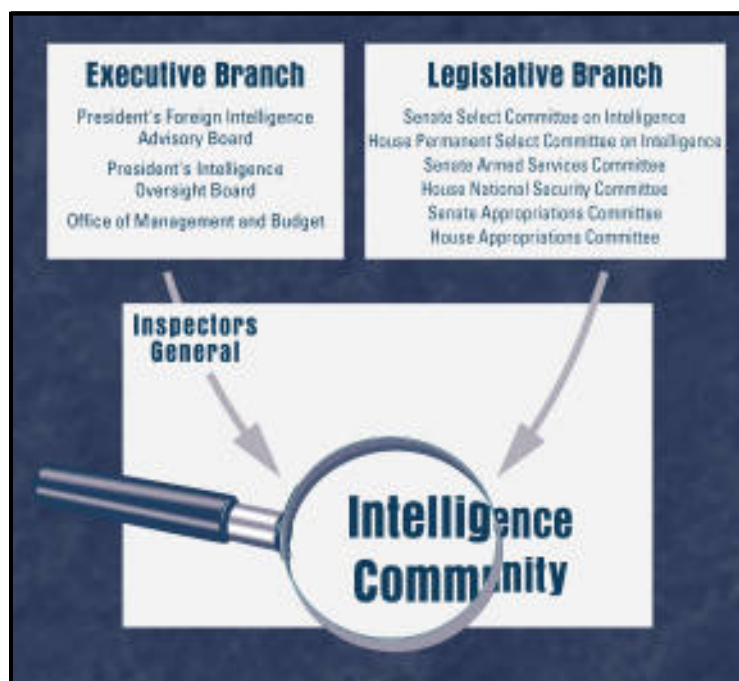 Executive Branch
President's Foreign Intelligence
Advisory Board
President's Intelligence
Oversight Board
Office of Management and Budget
Legislative Branch
Senate Select Committee on Intelligence
House Permanent Select Committee on Intelligence
Senate Armed Services Committee
House National Security Committee
Senate Appropriations Committee
House Appropriations Committee
Inspectors
General
Intelligence
Community